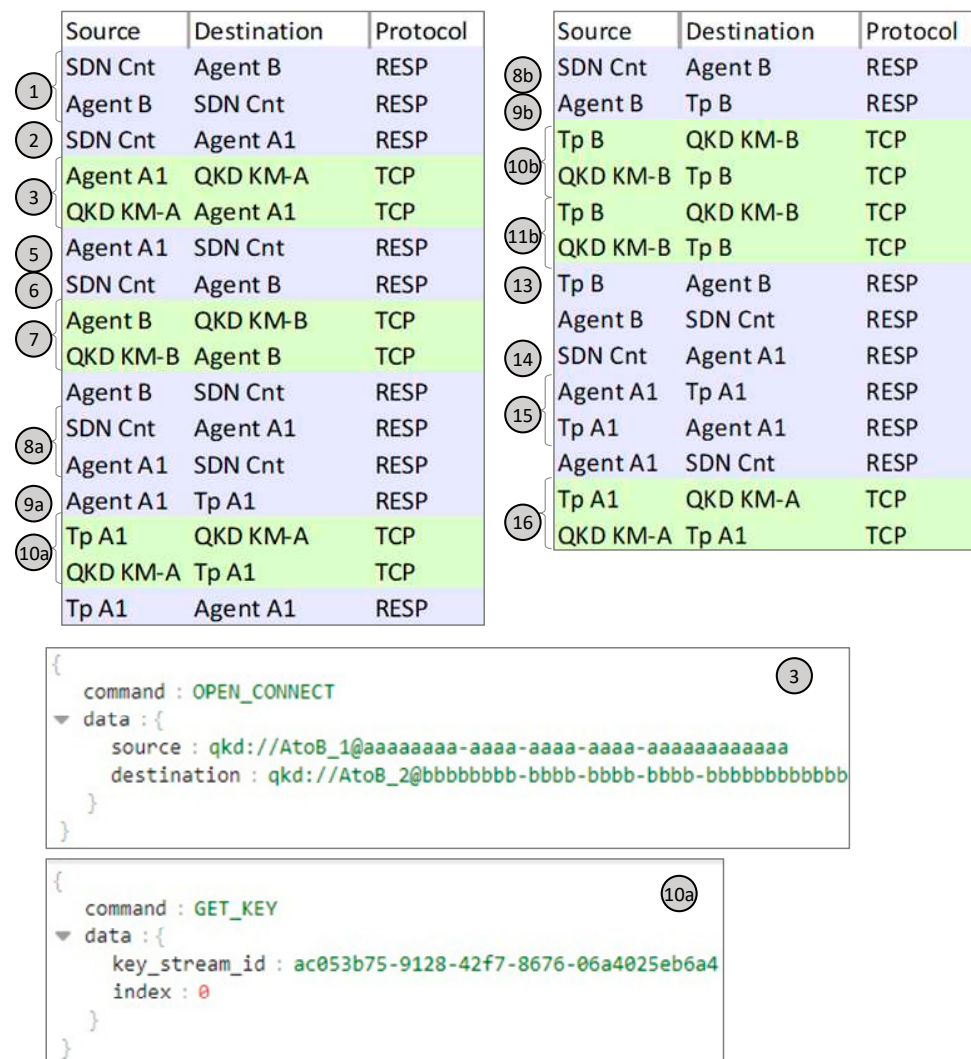 Source Destination Protocol
1 SDN Cnt Agent B RESP
Agent B SDN Cnt RESP
2 SDN Cnt Agent A1 RESP
3 Agent A1 QKD KM-A TCP
QKD KM-A Agent A1 TCP
5 Agent A1 SDN Cnt RESP
6 SDN Cnt Agent B RESP
7 Agent B QKD KM-B TCP
QKD KM-B Agent B TCP
Agent B SDN Cnt RESP
8a SDN Cnt Agent A1 RESP
Agent A1 SDN Cnt RESP
9a Agent A1 Tp A1 RESP
10a Tp A1 QKD KM-A TCP
QKD KM-A Tp A1 TCP
Tp A1 Agent A1 RESP
Source Destination Protocol
8b SDN Cnt Agent B RESP
9b Agent B Tp B RESP
10b Tp B QKD KM-B TCP
QKD KM-B Tp B TCP
11b Tp B QKD KM-B TCP
QKD KM-B Tp B TCP
13 Tp B Agent B RESP
Agent B SDN Cnt RESP
14 SDN Cnt Agent A1 RESP
15 Agent A1 Tp A1 RESP
Tp A1 Agent A1 RESP
Agent A1 SDN Cnt RESP
16 Tp A1 QKD KM-A TCP
QKD KM-A Tp A1 TCP
{ 3
command : OPEN_CONNECT
data : {
source : qkd://AtoB_1@aaaaaaaa-aaaa-aaaa-aaaa-aaaaaaaaaaaa
destination : qkd://AtoB_2@bbbbbbbb-bbbb-bbbb-bbbb-bbbbbbbbbbbb
}
}
{ 10a
command : GET_KEY
data : {
key_stream_id : ac053b75-9128-42f7-8676-06a4025eb6a4
index : 0
}
}